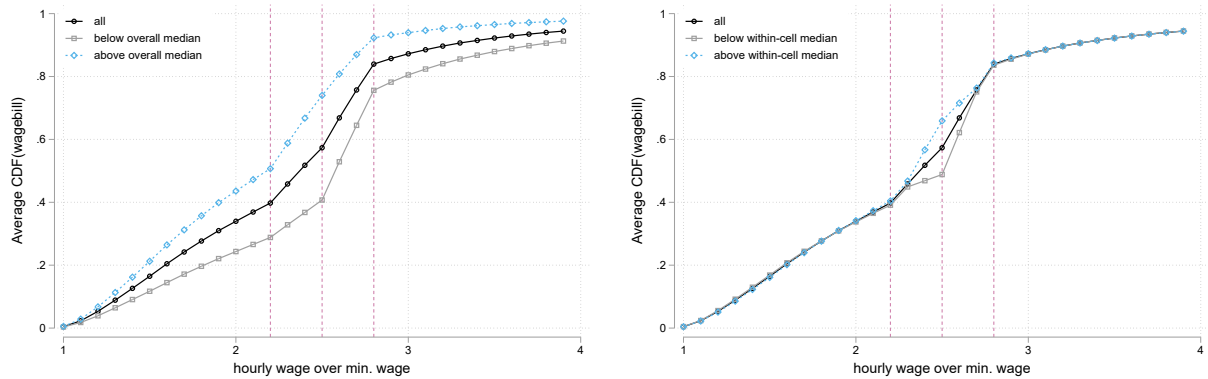 all
below overall median
above overall median
1
.8
.6
.4
.2
0
Average CDF(wagebill)
1
2
3
4
hourly wage over min. wage
all
below within-cell median
above within-cell median
1
.8
.6
.4
.2
0
Average CDF(wagebill)
1
2
3
4
hourly wage over min. wage